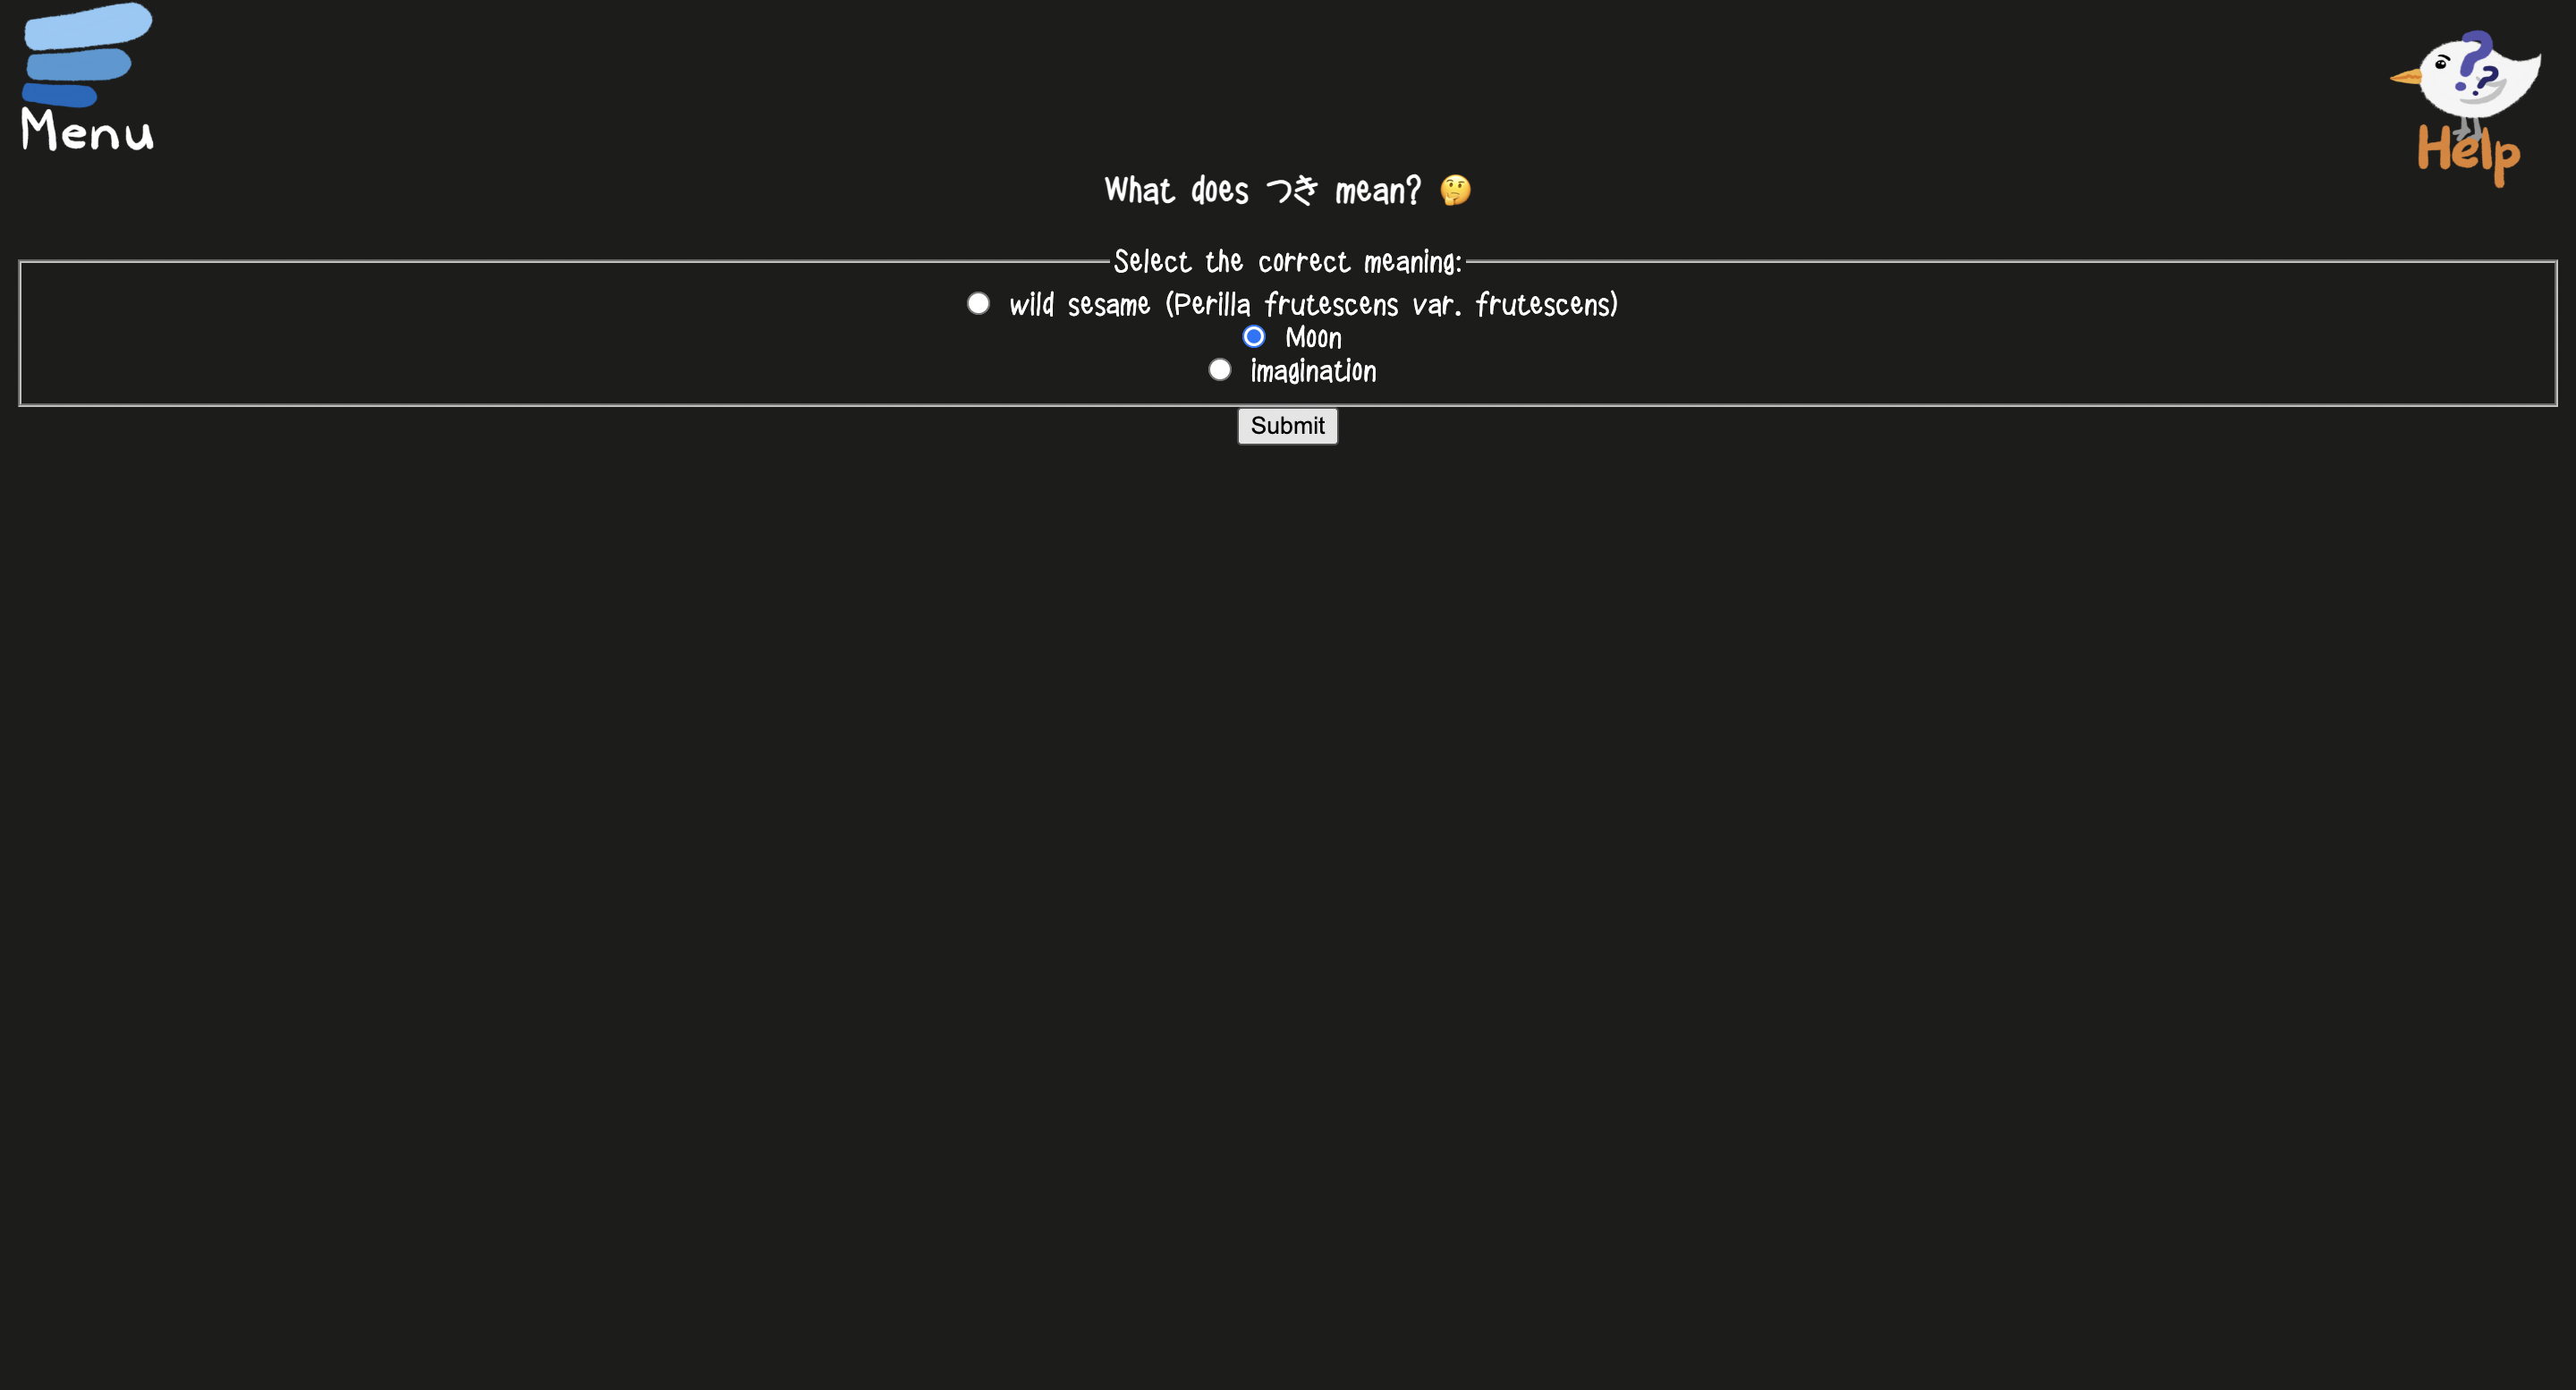 Menu
Help
What does つき mean? 🤔
Select the correct meaning:
wild sesame (Perilla frutescens var. frutescens)
Moon
imagination
Submit